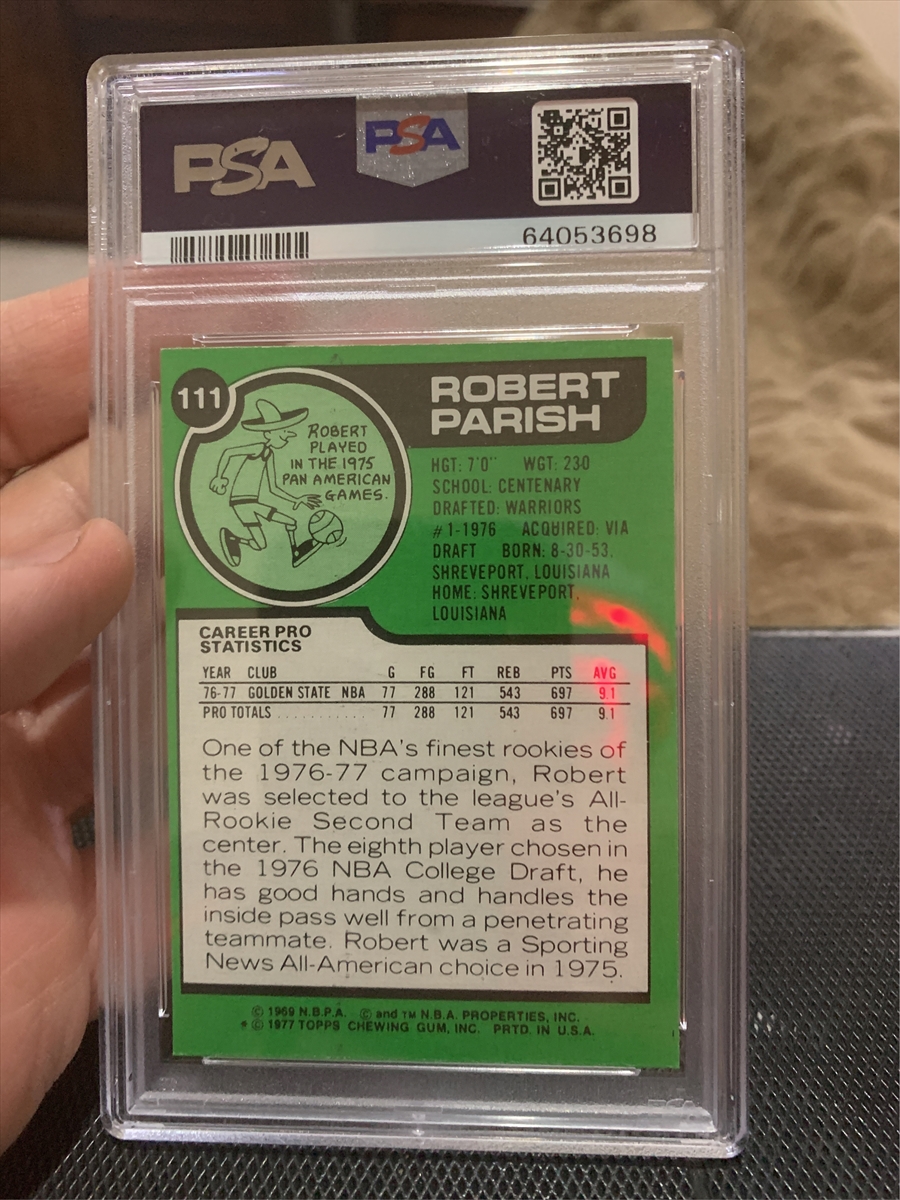 PSA
PSA
64053698
111
ROBERT
PARISH
ROBERT
PLAYED
IN THE 1975
PAN AMERICAN
GAMES.
HGT: 7'0" WGT: 230
SCHOOL: CENTENARY
DRAFTED: WARRIORS
#1-1976 ACQUIRED: VIA
DRAFT BORN: 8-30-53,
SHREVEPORT, LOUISIANA
HOME: SHREVEPORT,
LOUISIANA
CAREER PRO
STATISTICS
YEAR CLUB G FG FT REB PTS AVG
76-77 GOLDEN STATE NBA 77 288 121 543 697 9.1
PRO TOTALS ........... 77 288 121 543 697 9.1
One of the NBA's finest rookies of
the 1976-77 campaign, Robert
was selected to the league's All-
Rookie Second Team as the
center. The eighth player chosen in
the 1976 NBA College Draft, he
has good hands and handles the
inside pass well from a penetrating
teammate. Robert was a Sporting
News All-American choice in 1975.
© 1969 N.B.P.A. © and TM N.B.A. PROPERTIES, INC.
* © 1977 TOPPS CHEWING GUM, INC. PRTD. IN U.S.A.